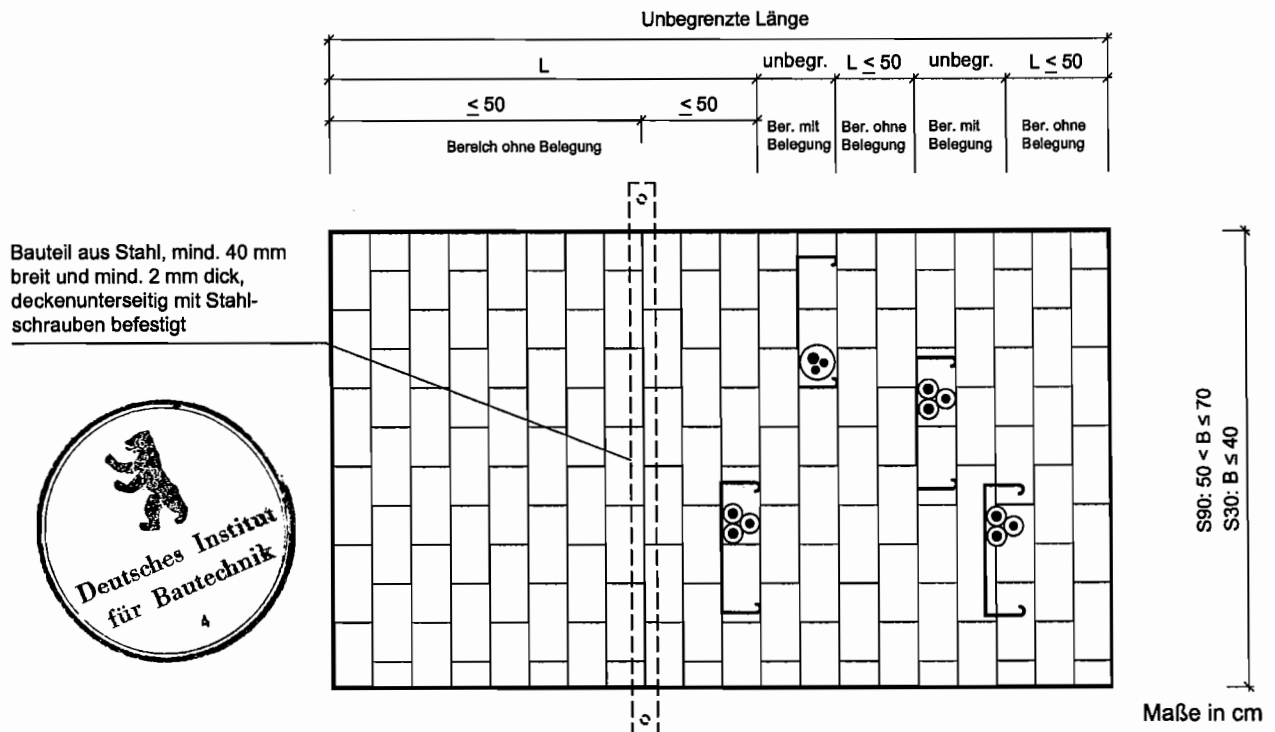 Unbegrenzte Länge
L
unbegr.
L ≤ 50
unbegr.
L ≤ 50
≤ 50
≤ 50
Bereich ohne Belegung
Ber. mit
Belegung
Ber. ohne
Belegung
Ber. mit
Belegung
Ber. ohne
Belegung
Bauteil aus Stahl, mind. 40 mm
breit und mind. 2 mm dick,
deckenunterseitig mit Stahl-
schrauben befestigt
Deutsches Institut
für Bautechnik
4
S90: 50 < B ≤ 70
S30: B ≤ 40
Maße in cm